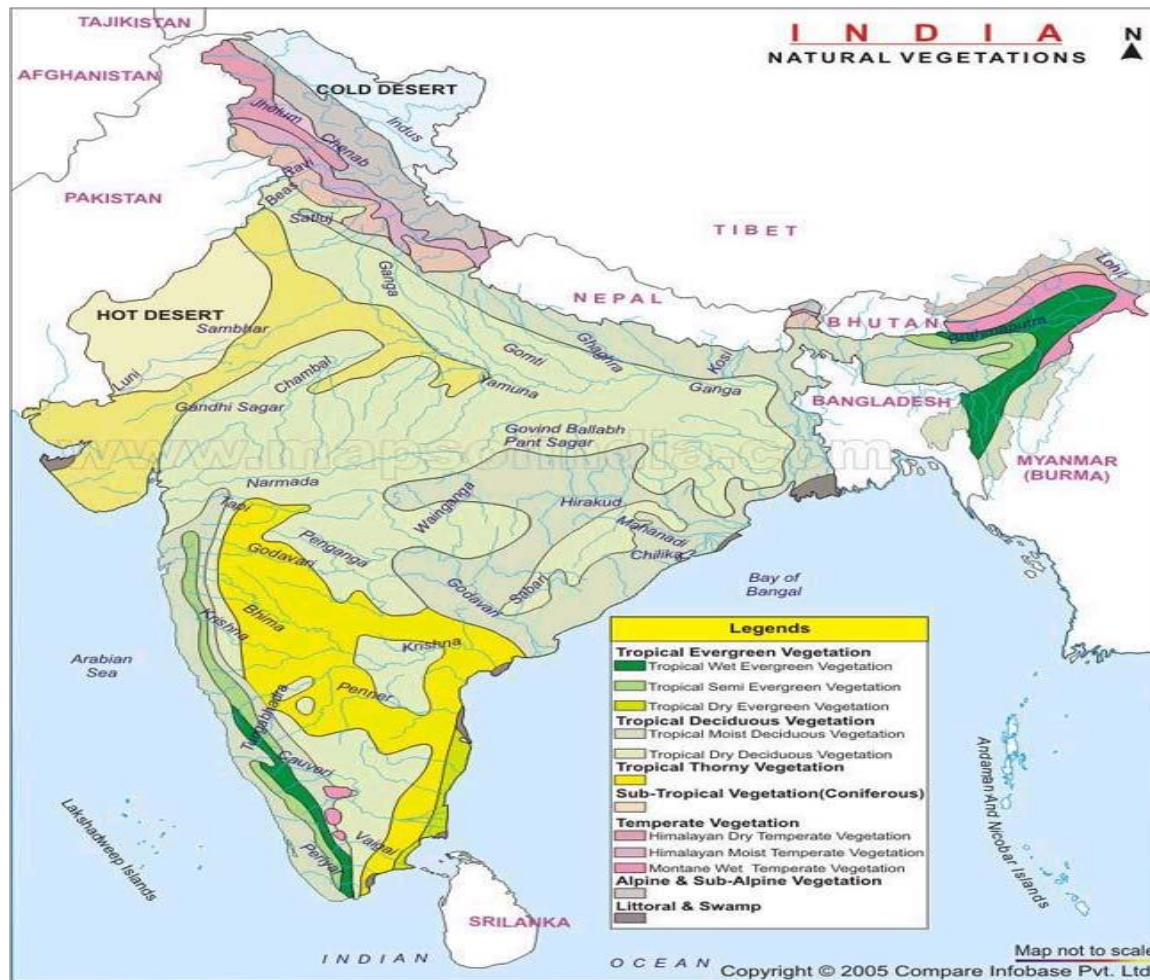 TAJIKISTAN
INDIA
N
NATURAL VEGETATIONS
AFGHANISTAN
COLD DESERT
Jhelum
Indus
Chenab
Ravi
PAKISTAN
Beas
Satluj
TIBET
Lohit
Ganga
NEPAL
HOT DESERT
Sambhar
BHUTAN
Brahmaputra
Ghaghra
Gomti
Kosi
Luni
Chambal
Yamuna
Ganga
Gandhi Sagar
BANGLADESH
Govind Ballabh
Pant Sagar
www.mapsofindia.com
MYANMAR
(BURMA)
Narmada
Wainganga
Hirakud
Tabi
Mahanadi
Penganga
Chilika
Godavari
Godavari
Sabari
Bay of
Bangal
Bhima
Krishna
Krishna
Arabian
Sea
Penner
Tungabhadra
Cauveri
Vaigai
Periyal
Lakshadweep Islands
Andaman And Nicobar Islands
SRILANKA
Legends
Tropical Evergreen Vegetation
Tropical Wet Evergreen Vegetation
Tropical Semi Evergreen Vegetation
Tropical Dry Evergreen Vegetation
Tropical Deciduous Vegetation
Tropical Moist Deciduous Vegetation
Tropical Dry Deciduous Vegetation
Tropical Thorny Vegetation
Sub-Tropical Vegetation(Coniferous)
Temperate Vegetation
Himalayan Dry Temperate Vegetation
Himalayan Moist Temperate Vegetation
Montane Wet Temperate Vegetation
Alpine & Sub-Alpine Vegetation
Littoral & Swamp
INDIAN OCEAN
Map not to scale
Copyright © 2005 Compare Infobase Pvt. Ltd